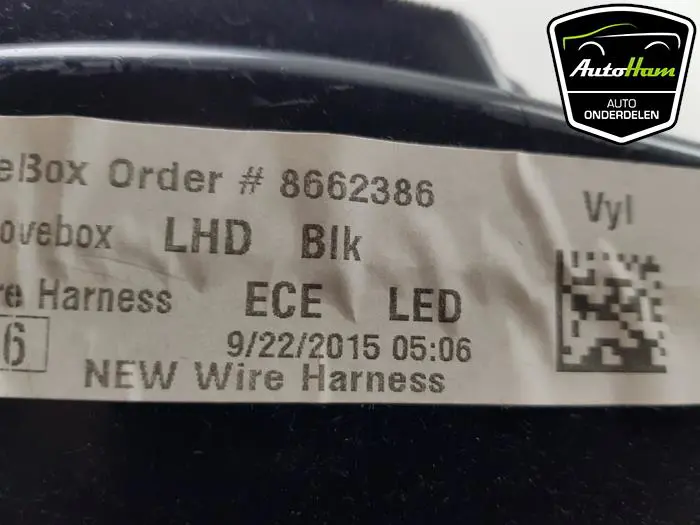 AutoHam
AUTO
ONDERDELEN
eBox Order # 8662386
Vyl
ovebox LHD Blk
re Harness ECE LED
6
9/22/2015 05:06
NEW Wire Harness